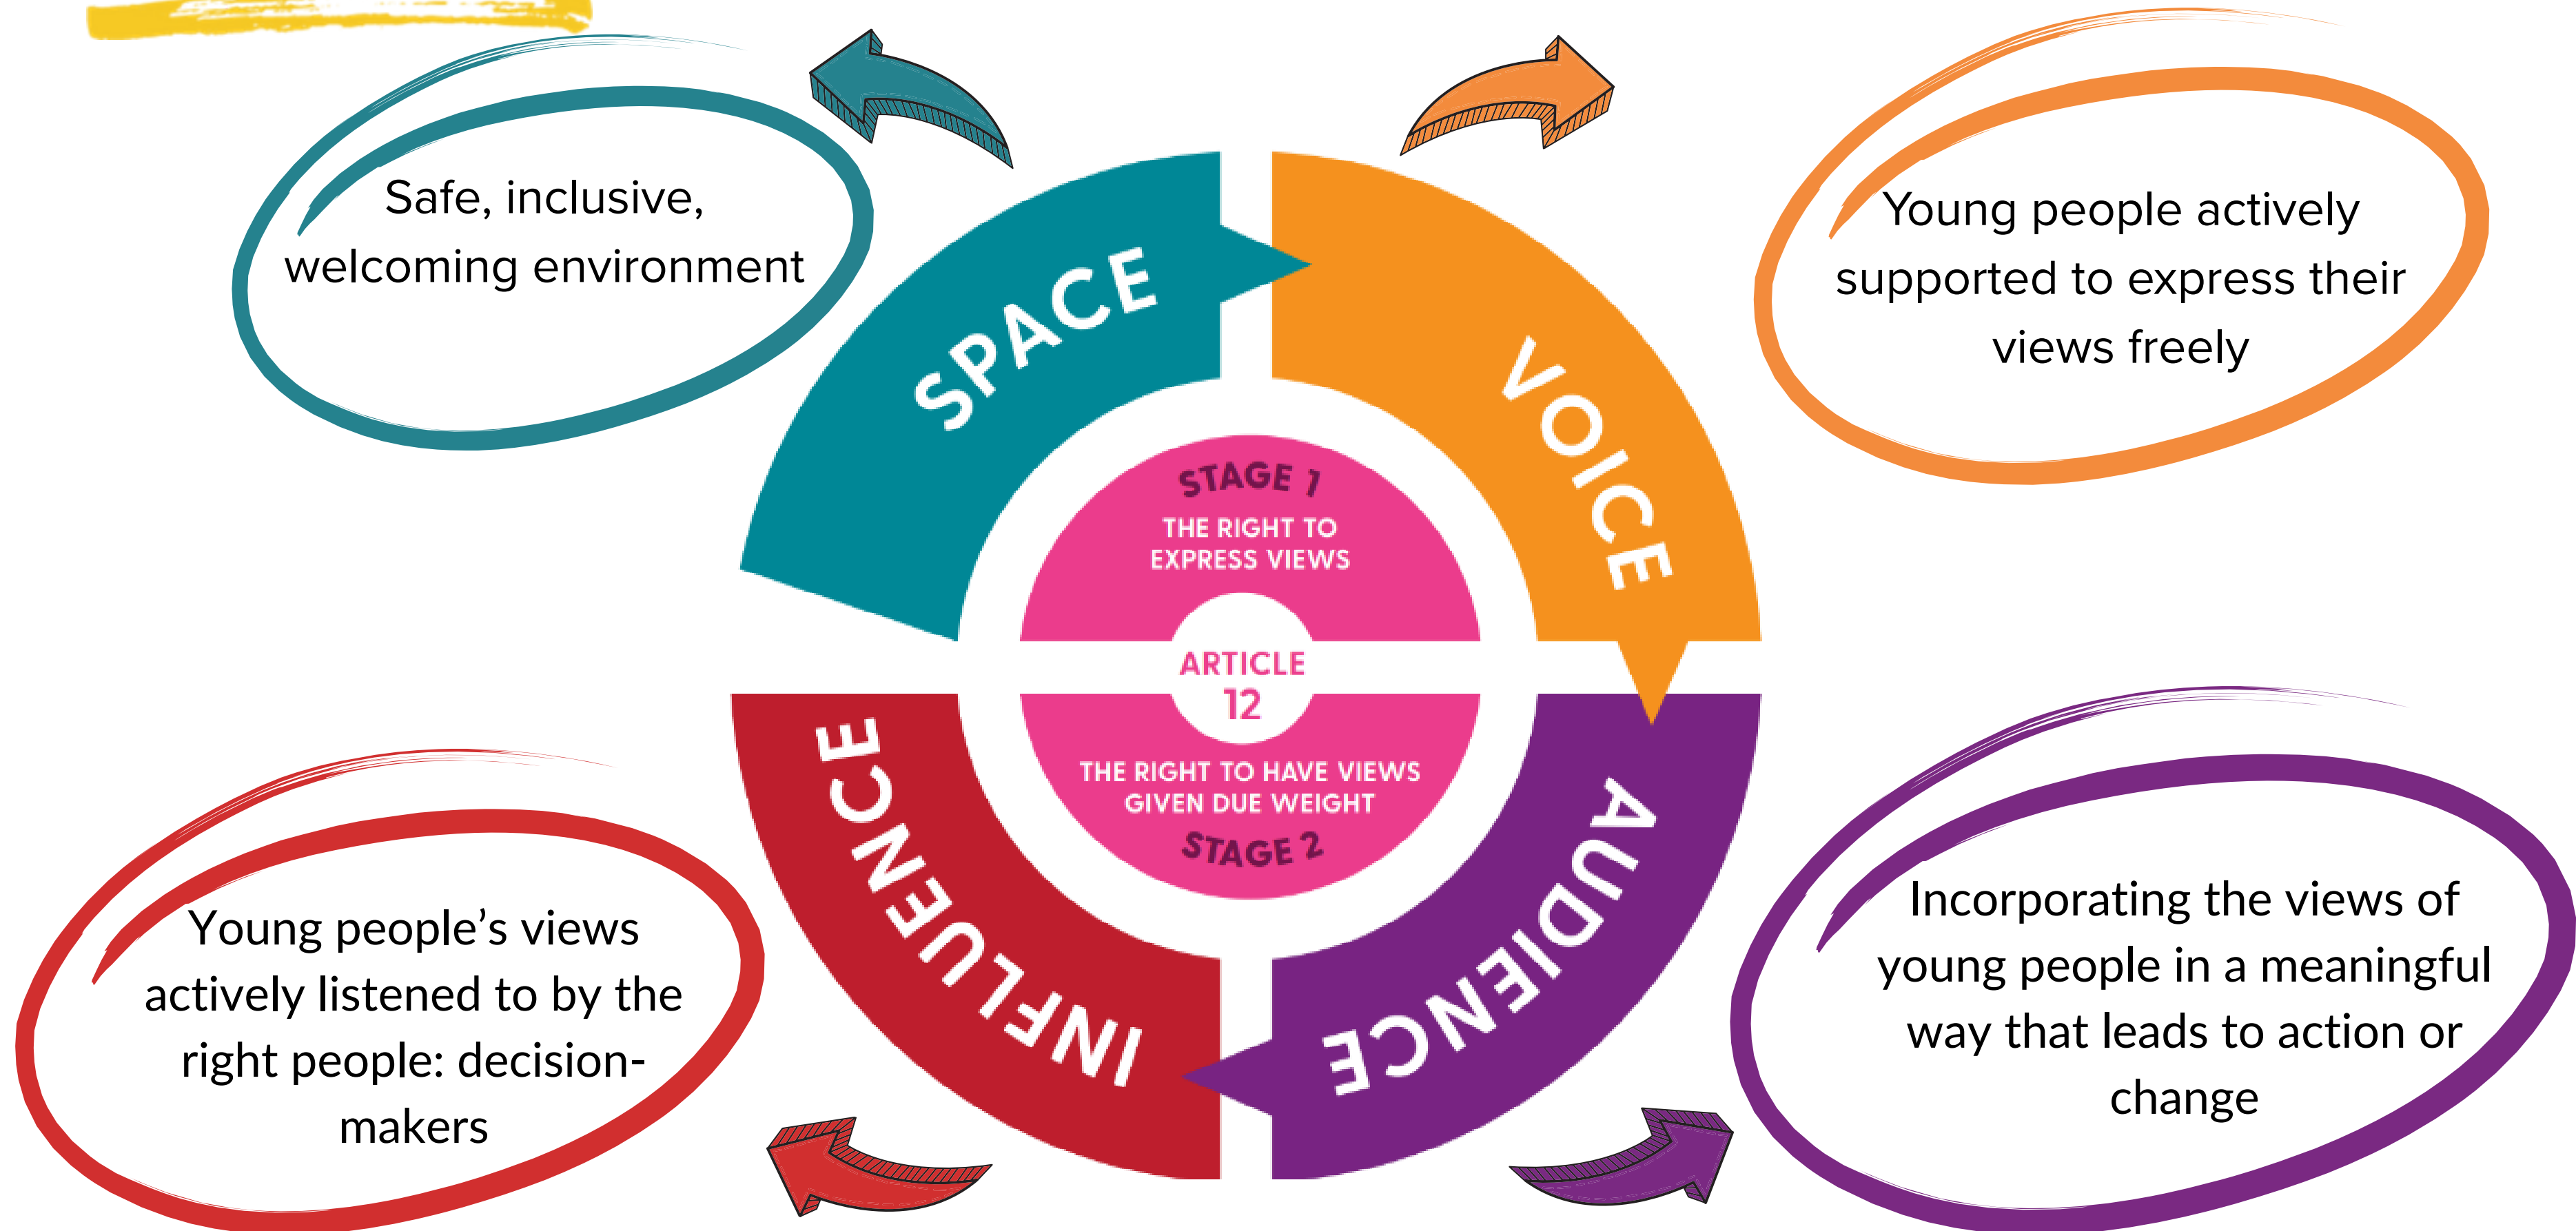 Safe, inclusive,
welcoming environment
Young people actively
supported to express their
views freely
SPACE
VOICE
STAGE 1
THE RIGHT TO
EXPRESS VIEWS
ARTICLE
12
THE RIGHT TO HAVE VIEWS
GIVEN DUE WEIGHT
STAGE 2
INFLUENCE
AUDIENCE
Young people’s views
actively listened to by the
right people: decision-
makers
Incorporating the views of
young people in a meaningful
way that leads to action or
change